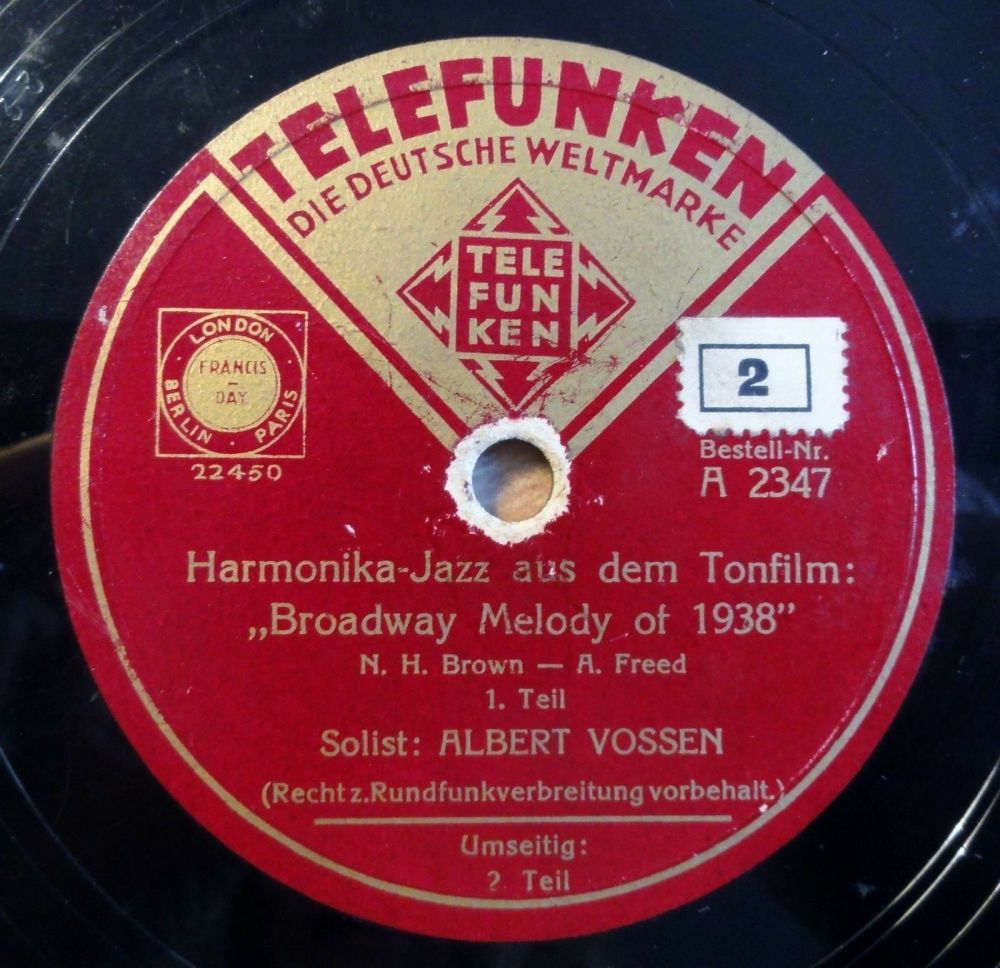 TELEFUNKEN
DIE DEUTSCHE WELTMARKE
TELE
FUN
KEN
LONDON · PARIS · BERLIN ·
FRANCIS
–
DAY
22450
2
Bestell-Nr.
A 2347
Harmonika-Jazz aus dem Tonfilm:
„Broadway Melody of 1938”
N. H. Brown — A. Freed
1. Teil
Solist: ALBERT VOSSEN
(Recht z. Rundfunkverbreitung vorbehalt.)
Umseitig:
2. Teil